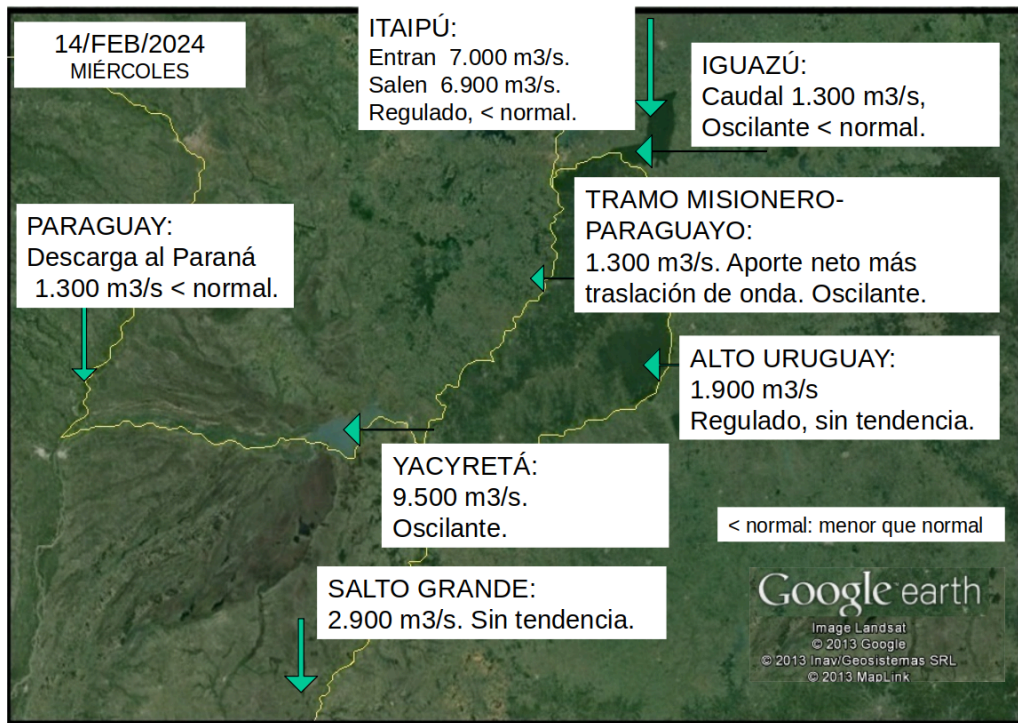 14/FEB/2024
MIÉRCOLES
ITAIPÚ:
Entran  7.000 m3/s.
Salen  6.900 m3/s.
Regulado, < normal.
IGUAZÚ:
Caudal 1.300 m3/s,
Oscilante < normal.
TRAMO MISIONERO-
PARAGUAYO:
1.300 m3/s. Aporte neto más
traslación de onda. Oscilante.
PARAGUAY:
Descarga al Paraná
1.300 m3/s < normal.
ALTO URUGUAY:
1.900 m3/s
Regulado, sin tendencia.
YACYRETÁ:
9.500 m3/s.
Oscilante.
< normal: menor que normal
SALTO GRANDE:
2.900 m3/s. Sin tendencia.
Google earth
Image Landsat
© 2013 Google
© 2013 Inav/Geosistemas SRL
© 2013 MapLink